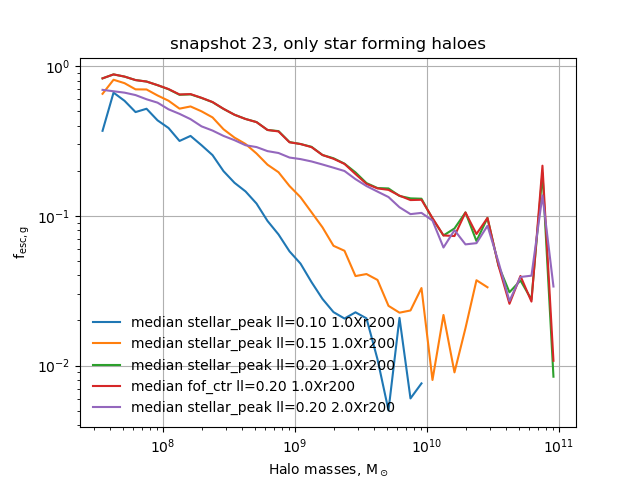 snapshot 23, only star forming haloes
10⁰
10⁻¹
10⁻²
f_esc,g
median stellar_peak ll=0.10 1.0Xr200
median stellar_peak ll=0.15 1.0Xr200
median stellar_peak ll=0.20 1.0Xr200
median fof_ctr ll=0.20 1.0Xr200
median stellar_peak ll=0.20 2.0Xr200
10⁸ 10⁹ 10¹⁰ 10¹¹
Halo masses, M_⊙